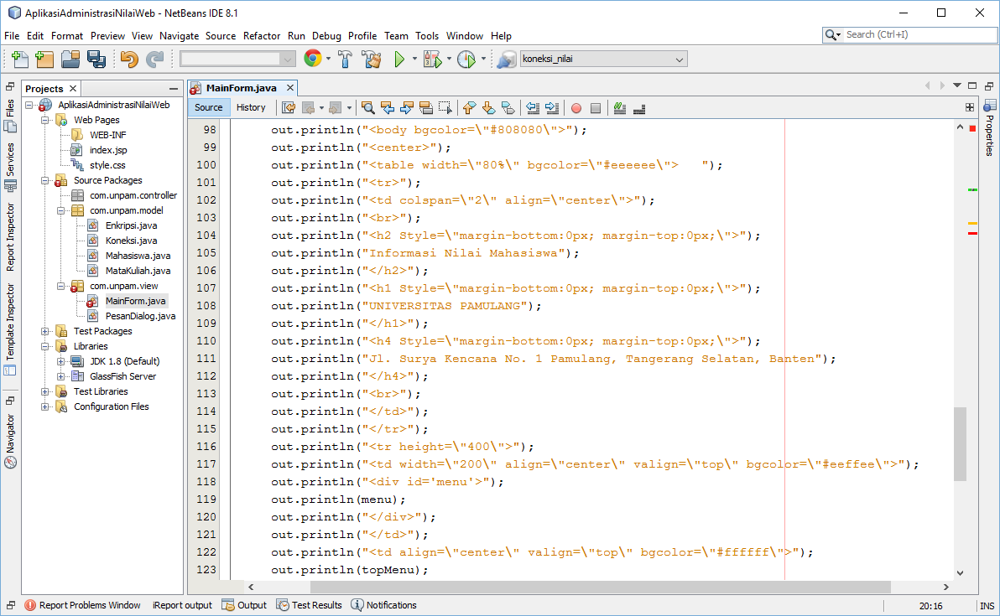 AplikasiAdministrasiNilaiWeb - NetBeans IDE 8.1
File Edit Format Preview View Navigate Source Refactor Run Debug Profile Team Tools Window Help
Search (Ctrl+I)
koneksi_nilai
Files
Services
Report Inspector
Template Inspector
Navigator
Projects
AplikasiAdministrasiNilaiWeb
Web Pages
WEB-INF
index.jsp
style.css
Source Packages
com.unpam.controller
com.unpam.model
Enkripsi.java
Koneksi.java
Mahasiswa.java
MataKuliah.java
com.unpam.view
MainForm.java
PesanDialog.java
Test Packages
Libraries
JDK 1.8 (Default)
GlassFish Server
Test Libraries
Configuration Files
MainForm.java
Source History
98 out.println("<body bgcolor=\"#808080\">");
99 out.println("<center>");
100 out.println("<table width=\"80%\" bgcolor=\"#eeeeee\">   ");
101 out.println("<tr>");
102 out.println("<td colspan=\"2\" align=\"center\">");
103 out.println("<br>");
104 out.println("<h2 Style=\"margin-bottom:0px; margin-top:0px;\">");
105 out.println("Informasi Nilai Mahasiswa");
106 out.println("</h2>");
107 out.println("<h1 Style=\"margin-bottom:0px; margin-top:0px;\">");
108 out.println("UNIVERSITAS PAMULANG");
109 out.println("</h1>");
110 out.println("<h4 Style=\"margin-bottom:0px; margin-top:0px;\">");
111 out.println("Jl. Surya Kencana No. 1 Pamulang, Tangerang Selatan, Banten");
112 out.println("</h4>");
113 out.println("<br>");
114 out.println("</td>");
115 out.println("</tr>");
116 out.println("<tr height=\"400\">");
117 out.println("<td width=\"200\" align=\"center\" valign=\"top\" bgcolor=\"#eeffee\">");
118 out.println("<div id='menu'>");
119 out.println(menu);
120 out.println("</div>");
121 out.println("</td>");
122 out.println("<td align=\"center\" valign=\"top\" bgcolor=\"#ffffff\">");
123 out.println(topMenu);
Properties
Report Problems Window iReport output Output Test Results Notifications
20:16 INS